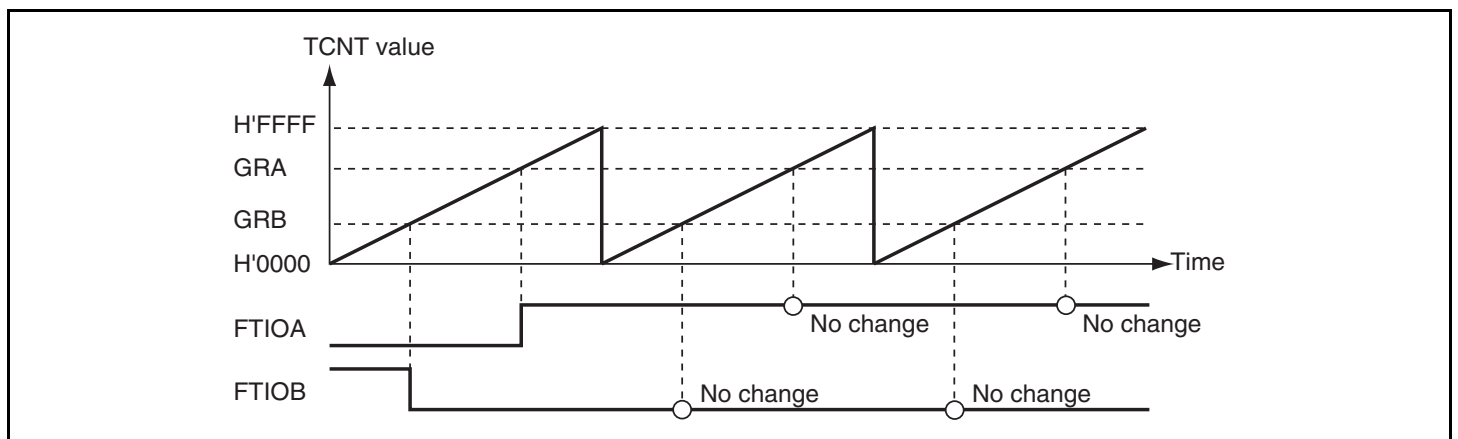 TCNT value
H'FFFF
GRA
GRB
H'0000
Time
FTIOA
No change
No change
FTIOB
No change
No change